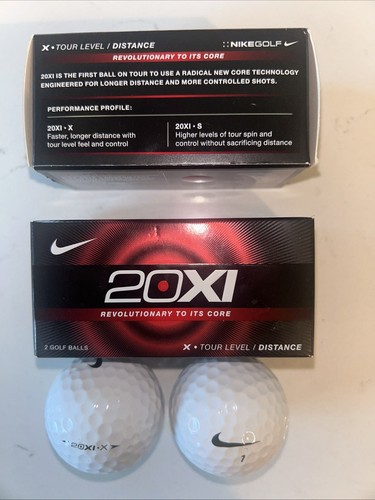 X • TOUR LEVEL / DISTANCE
NIKEGOLF
REVOLUTIONARY TO ITS CORE
20XI IS THE FIRST BALL ON TOUR TO USE A RADICAL NEW CORE TECHNOLOGY
ENGINEERED FOR LONGER DISTANCE AND MORE CONTROLLED SHOTS.
PERFORMANCE PROFILE:
20XI • X
Faster, longer distance with
tour level feel and control
20XI • S
Higher levels of tour spin and
control without sacrificing distance
20XI
REVOLUTIONARY TO ITS CORE
2 GOLF BALLS
X • TOUR LEVEL / DISTANCE
20XI•X
1